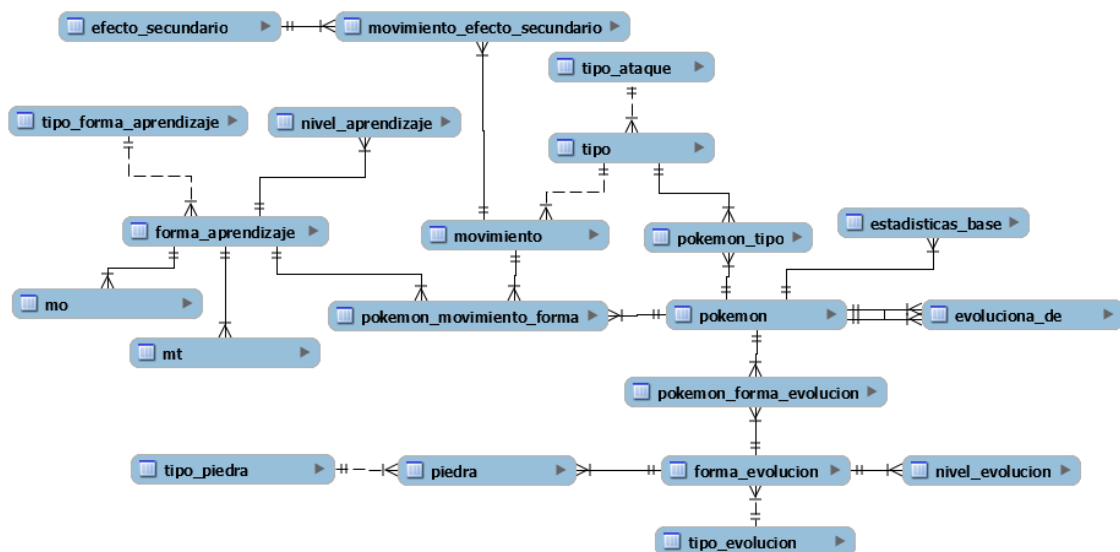 efecto_secundario
movimiento_efecto_secundario
tipo_ataque
tipo_forma_aprendizaje
nivel_aprendizaje
tipo
forma_aprendizaje
movimiento
pokemon_tipo
estadisticas_base
mo
pokemon_movimiento_forma
pokemon
evoluciona_de
mt
pokemon_forma_evolucion
tipo_piedra
piedra
forma_evolucion
nivel_evolucion
tipo_evolucion